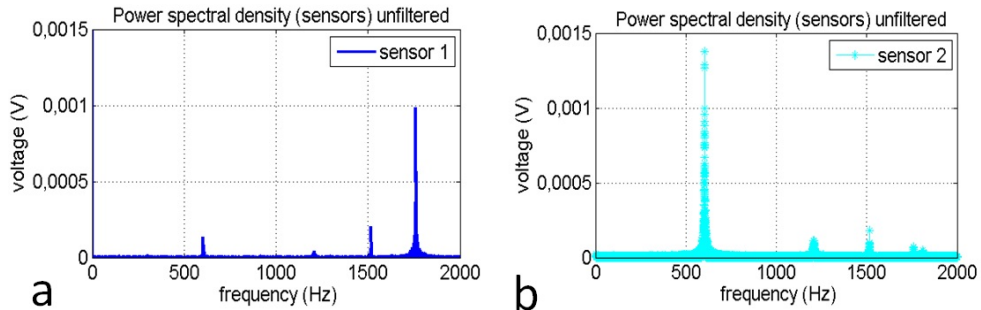 Power spectral density (sensors) unfiltered
0,0015
0,001
0,0005
0
voltage (V)
sensor 1
0
500
1000
1500
2000
frequency (Hz)
a
Power spectral density (sensors) unfiltered
0,0015
0,001
0,0005
0
voltage (V)
sensor 2
0
500
1000
1500
2000
frequency (Hz)
b